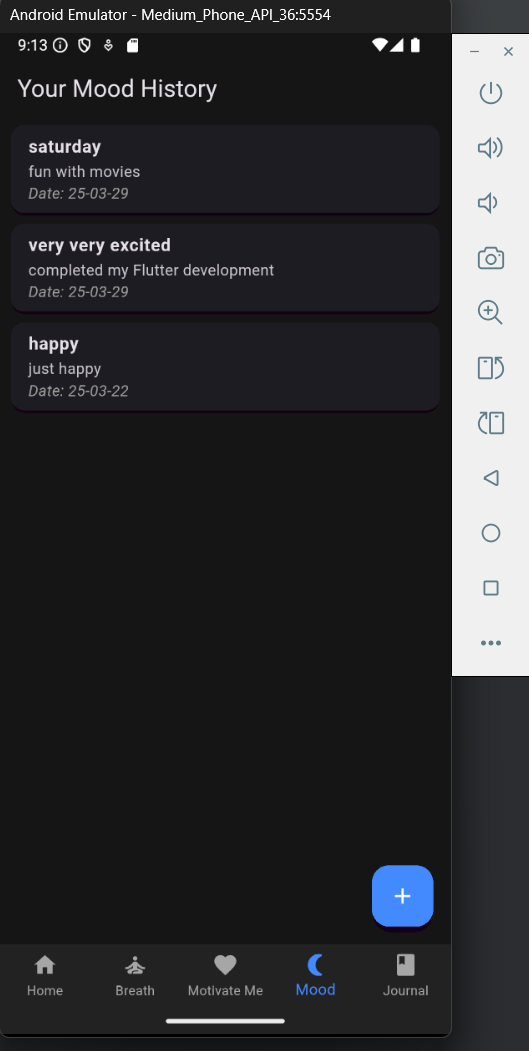 Android Emulator - Medium_Phone_API_36:5554
9:13
Your Mood History
saturday
fun with movies
Date: 25-03-29
very very excited
completed my Flutter development
Date: 25-03-29
happy
just happy
Date: 25-03-22
Home
Breath
Motivate Me
Mood
Journal